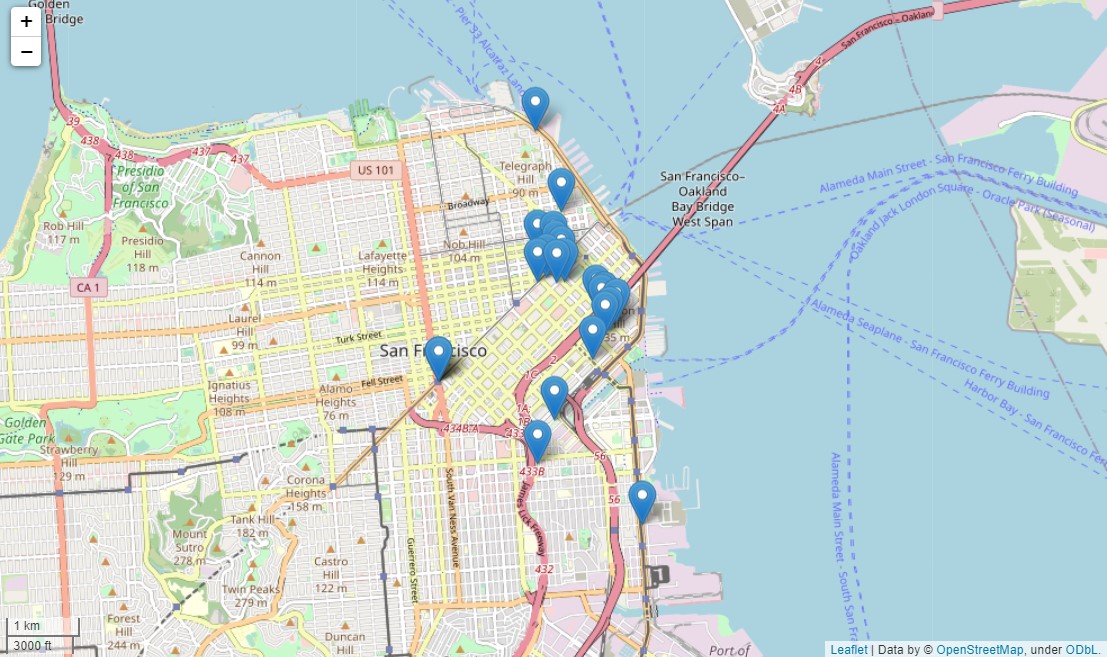 Golden
Bridge
+
−
39
438
438
437
437
Presidio
of San
Francisco
Rob Hill
117 m
Presidio
118 m
CA 1
US 101
Pier 33 Alcatraz
Telegraph
Hill
90 m
Broadway
Nob Hill
104 m
Cannon
Hill
114 m
Lafayette
Heights
114 m
Laurel
Hill
99 m
Turk Street
San Francisco
Fell Street
Ignatius
Heights
108 m
Alamo
Heights
76 m
Golden
Gate Park
Strawberry
Hill
129 m
35 m
2
1C
1A
1B
434B;A
433
433B
56
56
Corona
Heights
158 m
Tank Hill
182 m
Mount
Sutro
278 m
Castro
Hill
122 m
Twin Peaks
279 m
Forest
Hill
244 m
Duncan
Guerrero Street
South Van Ness Avenue
James Lick Freeway
432
San Francisco–
Oakland
Bay Bridge
West Span
San Francisco – Oakland
4
4B
4A
Alameda Main Street - San Francisco Ferry Building
Oakland Jack London Square - Oracle Park (Seasonal)
Alameda Seaplane - San Francisco Ferry Building
Harbor Bay - San Francisco Fer
Alameda Main Street - South San Fr
Port of
1 km
3000 ft
Leaflet | Data by © OpenStreetMap, under ODbL.